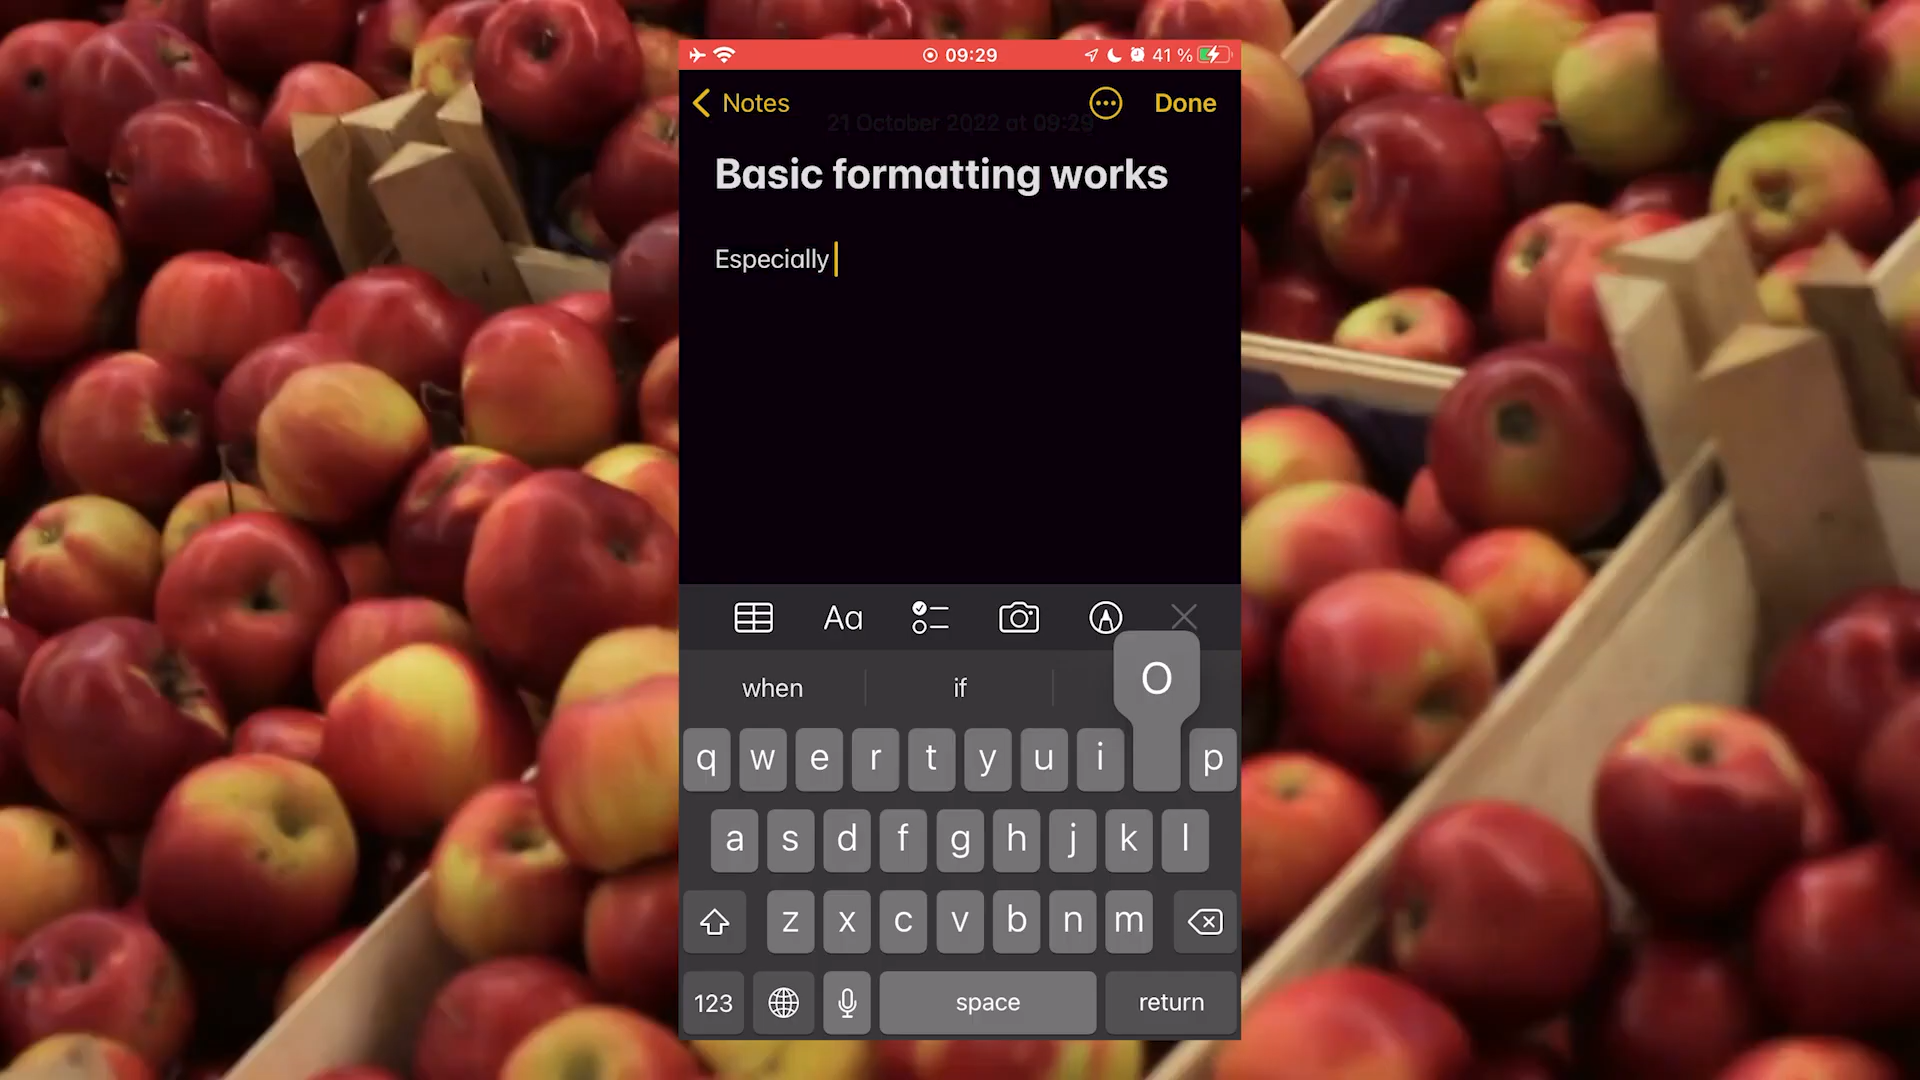 09:29 41 %
Notes Done
21 October 2022 at 09:29
Basic formatting works
Especially
Aa
when if
O
q w e r t y u i p
a s d f g h j k l
z x c v b n m
123 space return